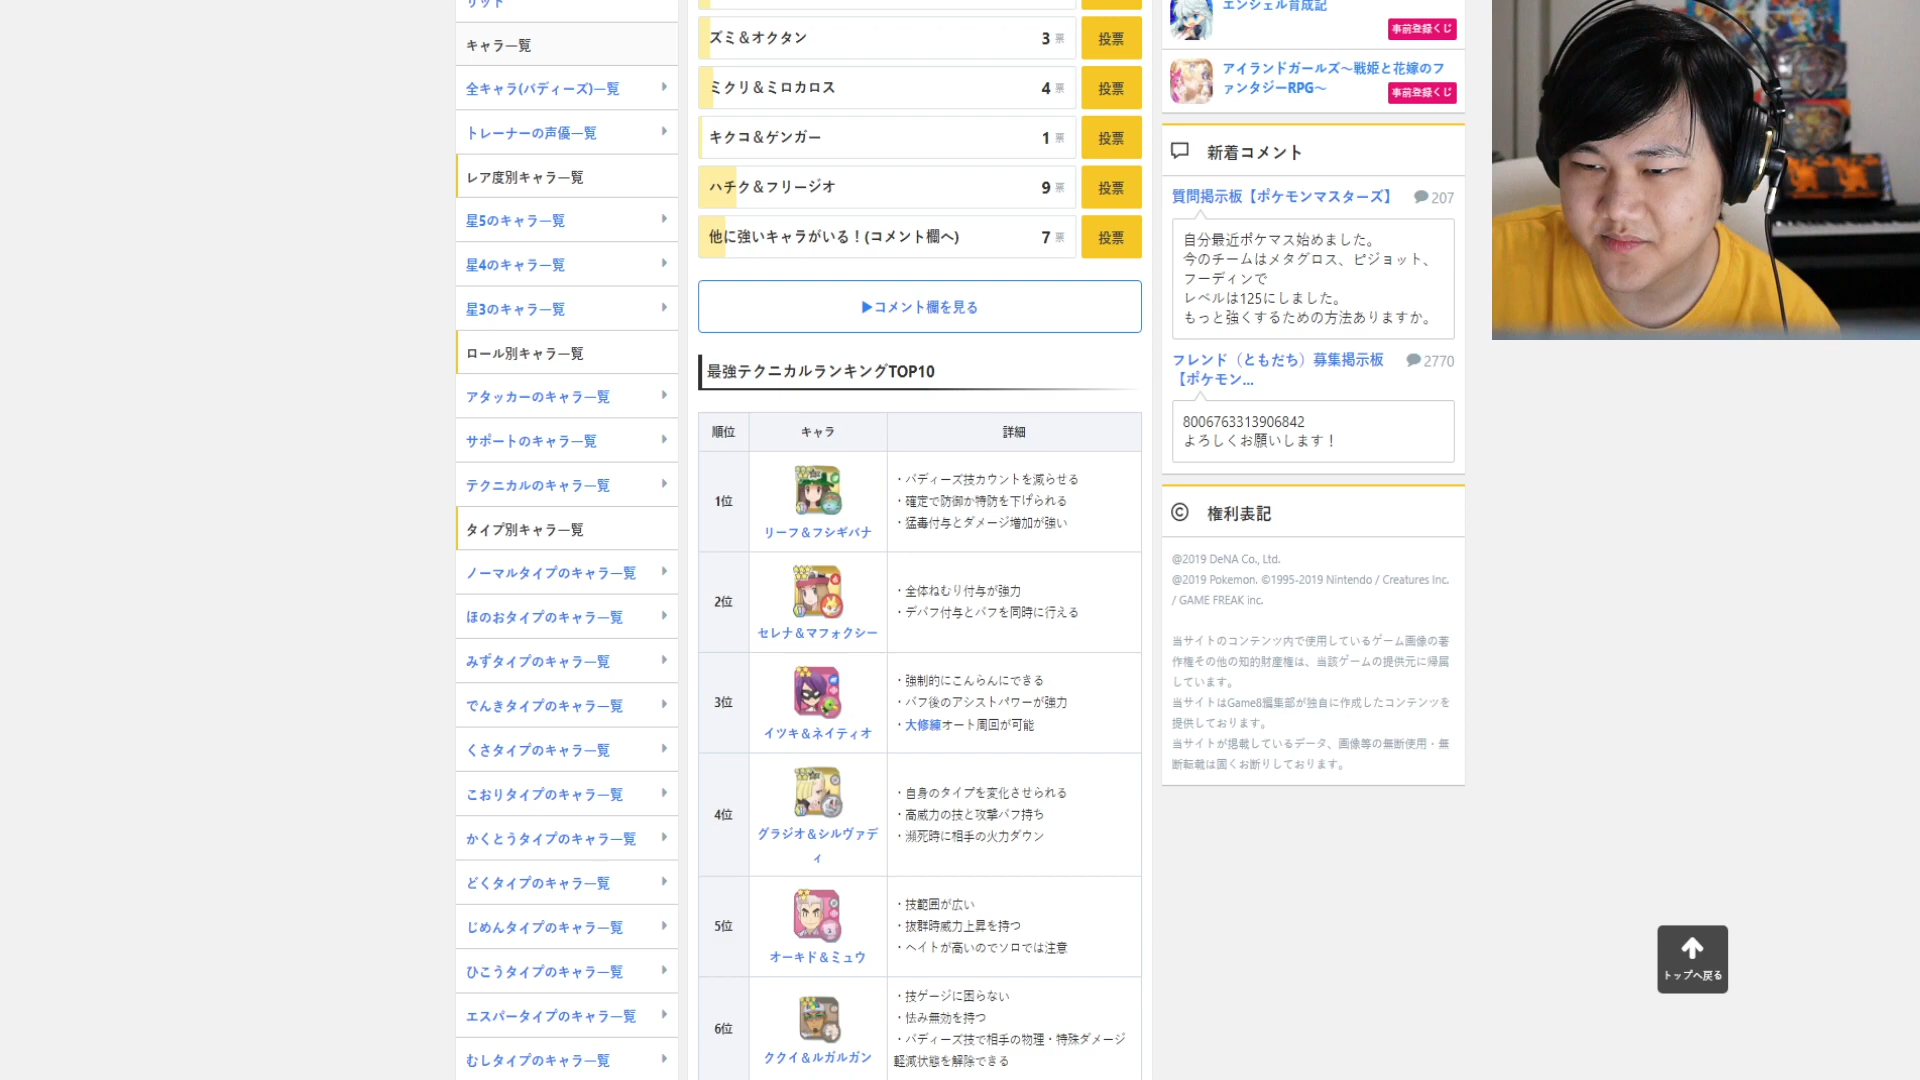 リット
キャラ一覧
全キャラ(バディーズ)一覧
トレーナーの声優一覧
レア度別キャラ一覧
星5のキャラ一覧
星4のキャラ一覧
星3のキャラ一覧
ロール別キャラ一覧
アタッカーのキャラ一覧
サポートのキャラ一覧
テクニカルのキャラ一覧
タイプ別キャラ一覧
ノーマルタイプのキャラ一覧
ほのおタイプのキャラ一覧
みずタイプのキャラ一覧
でんきタイプのキャラ一覧
くさタイプのキャラ一覧
こおりタイプのキャラ一覧
かくとうタイプのキャラ一覧
どくタイプのキャラ一覧
じめんタイプのキャラ一覧
ひこうタイプのキャラ一覧
エスパータイプのキャラ一覧
むしタイプのキャラ一覧
ズミ＆オクタン 3 票 投票
ミクリ＆ミロカロス 4 票 投票
キクコ＆ゲンガー 1 票 投票
ハチク＆フリージオ 9 票 投票
他に強いキャラがいる！(コメント欄へ) 7 票 投票
▶コメント欄を見る
最強テクニカルランキングTOP10
順位 キャラ 詳細
1位
リーフ＆フシギバナ
・バディーズ技カウントを減らせる
・確定で防御か特防を下げられる
・猛毒付与とダメージ増加が強い
2位
セレナ＆マフォクシー
・全体ねむり付与が強力
・デバフ付与とバフを同時に行える
3位
イツキ＆ネイティオ
・強制的にこんらんにできる
・バフ後のアシストパワーが強力
・大修練オート周回が可能
4位
グラジオ＆シルヴァデ
ィ
・自身のタイプを変化させられる
・高威力の技と攻撃バフ持ち
・瀕死時に相手の火力ダウン
5位
オーキド＆ミュウ
・技範囲が広い
・抜群時威力上昇を持つ
・ヘイトが高いのでソロでは注意
6位
ククイ＆ルガルガン
・技ゲージに困らない
・怯み無効を持つ
・バディーズ技で相手の物理・特殊ダメージ
軽減状態を解除できる
エンシェル育成記
事前登録くじ
アイランドガールズ～戦姫と花嫁のフ
ァンタジーRPG～
事前登録くじ
新着コメント
質問掲示板【ポケモンマスターズ】 207
自分最近ポケマス始めました。
今のチームはメタグロス、ピジョット、
フーディンで
レベルは125にしました。
もっと強くするための方法ありますか。
フレンド（ともだち）募集掲示板 2770
【ポケモン...
8006763313906842
よろしくお願いします！
© 権利表記
@2019 DeNA Co., Ltd.
@2019 Pokemon. ©1995-2019 Nintendo / Creatures Inc.
/ GAME FREAK inc.
当サイトのコンテンツ内で使用しているゲーム画像の著
作権その他の知的財産権は、当該ゲームの提供元に帰属
しています。
当サイトはGame8編集部が独自に作成したコンテンツを
提供しております。
当サイトが掲載しているデータ、画像等の無断使用・無
断転載は固くお断りしております。
トップへ戻る